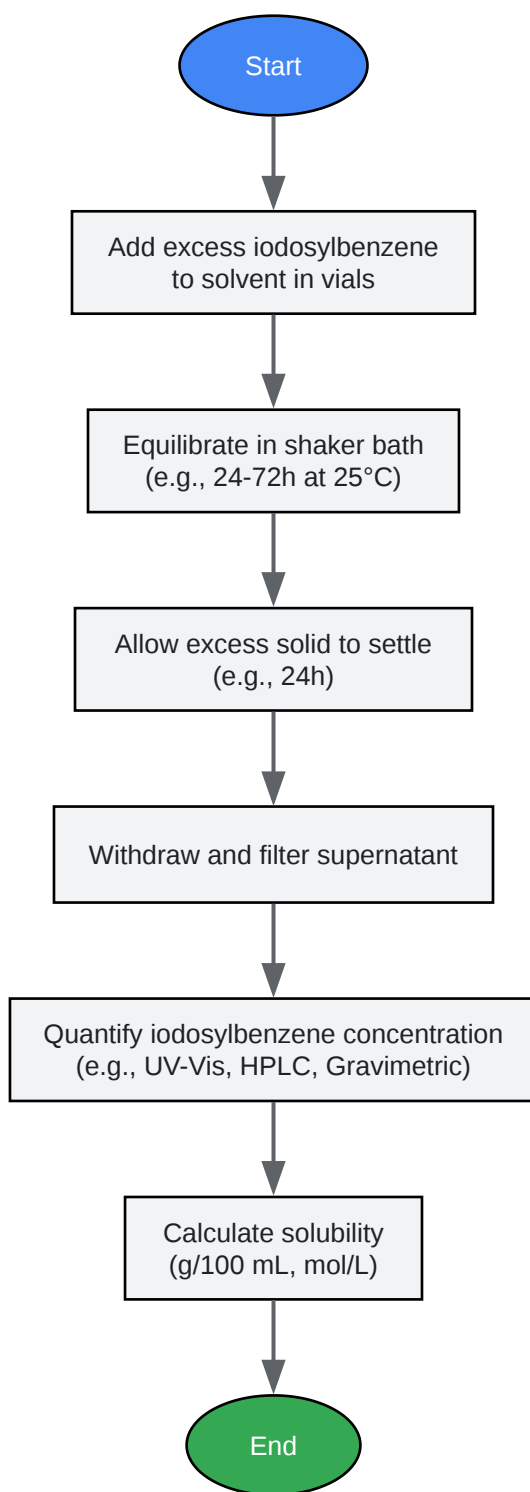 Start
Add excess iodosylbenzene
to solvent in vials
Equilibrate in shaker bath
(e.g., 24-72h at 25°C)
Allow excess solid to settle
(e.g., 24h)
Withdraw and filter supernatant
Quantify iodosylbenzene concentration
(e.g., UV-Vis, HPLC, Gravimetric)
Calculate solubility
(g/100 mL, mol/L)
End